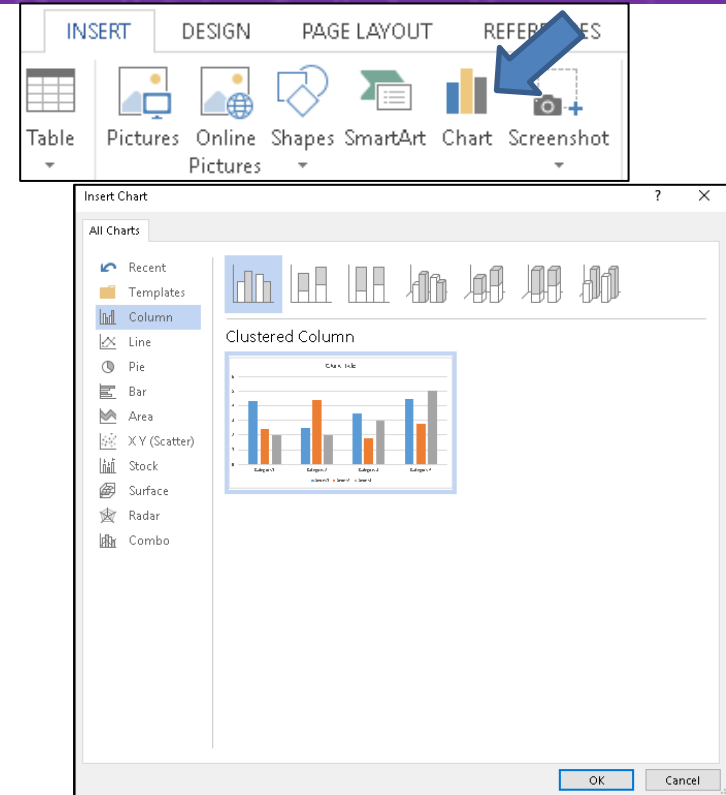 INSERT DESIGN PAGE LAYOUT
Table Pictures Online Pictures Shapes SmartArt Chart Screenshot
Insert Chart ? X
All Charts
Recent
Templates
Column
Line
Pie
Bar
Area
X Y (Scatter)
Stock
Surface
Radar
Combo
Clustered Column
OK Cancel